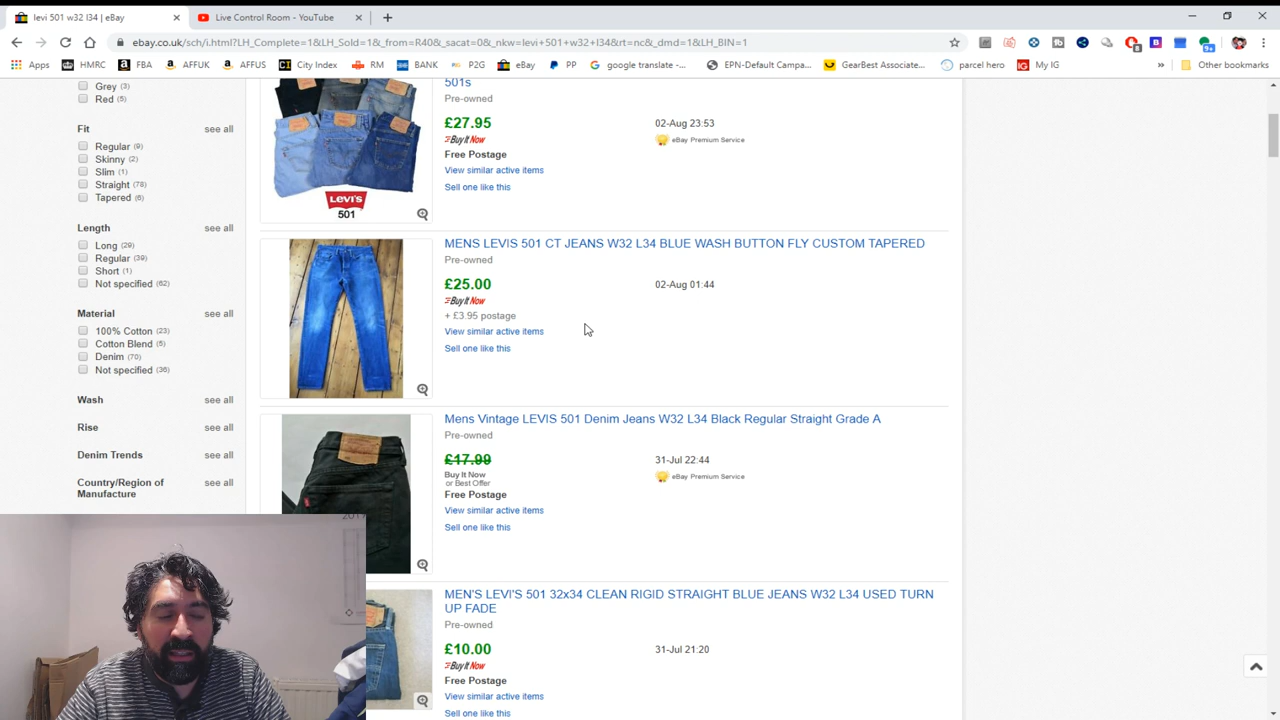 levi 501 w32 l34 | eBay
Live Control Room - YouTube
ebay.co.uk/sch/i.html?LH_Complete=1&LH_Sold=1&_from=R40&_sacat=0&_nkw=levi+501+w32+l34&rt=nc&_dmd=1&LH_BIN=1
Apps HMRC FBA AFFUK AFFUS City Index RM BANK P2G eBay PP google translate -... EPN-Default Campa... GearBest Associate... parcel hero My IG » Other bookmarks
Grey (3)
Red (5)
Fit see all
Regular (9)
Skinny (2)
Slim (1)
Straight (78)
Tapered (6)
Length see all
Long (29)
Regular (39)
Short (1)
Not specified (62)
Material see all
100% Cotton (23)
Cotton Blend (5)
Denim (70)
Not specified (36)
Wash see all
Rise see all
Denim Trends see all
Country/Region of see all
Manufacture
LEVI'S
501
501s
Pre-owned
£27.95 02-Aug 23:53
Buy It Now eBay Premium Service
Free Postage
View similar active items
Sell one like this
MENS LEVIS 501 CT JEANS W32 L34 BLUE WASH BUTTON FLY CUSTOM TAPERED
Pre-owned
£25.00 02-Aug 01:44
Buy It Now
+ £3.95 postage
View similar active items
Sell one like this
Mens Vintage LEVIS 501 Denim Jeans W32 L34 Black Regular Straight Grade A
Pre-owned
£17.99 31-Jul 22:44
Buy It Now eBay Premium Service
or Best Offer
Free Postage
View similar active items
Sell one like this
MEN'S LEVI'S 501 32x34 CLEAN RIGID STRAIGHT BLUE JEANS W32 L34 USED TURN
UP FADE
Pre-owned
£10.00 31-Jul 21:20
Buy It Now
Free Postage
View similar active items
Sell one like this